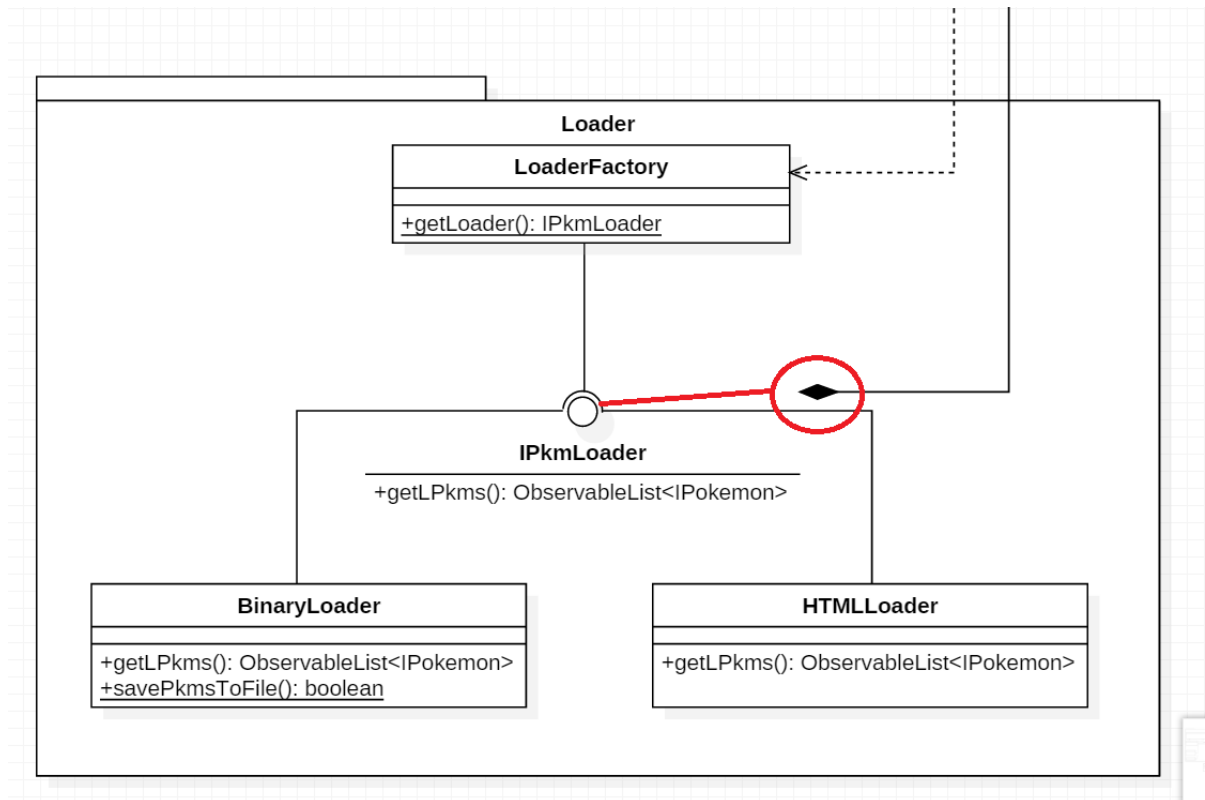 Loader
LoaderFactory
+getLoader(): IPkmLoader
IPkmLoader
+getLPkms(): ObservableList<IPokemon>
BinaryLoader
+getLPkms(): ObservableList<IPokemon>
+savePkmsToFile(): boolean
HTMLLoader
+getLPkms(): ObservableList<IPokemon>